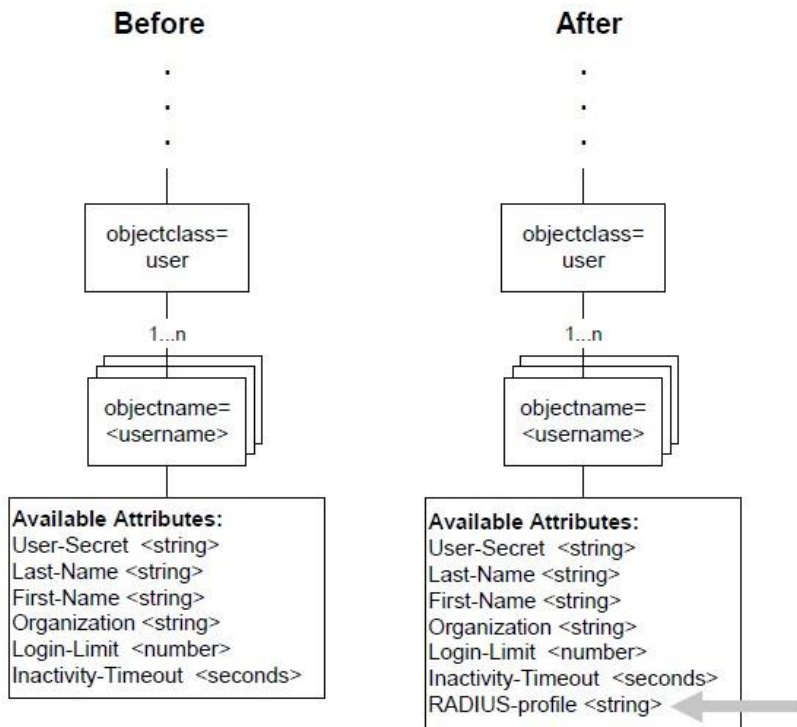 Before
objectclass=
user
1...n
objectname=
<username>
Available Attributes:
User-Secret <string>
Last-Name <string>
First-Name <string>
Organization <string>
Login-Limit <number>
Inactivity-Timeout <seconds>
After
objectclass=
user
1...n
objectname=
<username>
Available Attributes:
User-Secret <string>
Last-Name <string>
First-Name <string>
Organization <string>
Login-Limit <number>
Inactivity-Timeout <seconds>
RADIUS-profile <string>